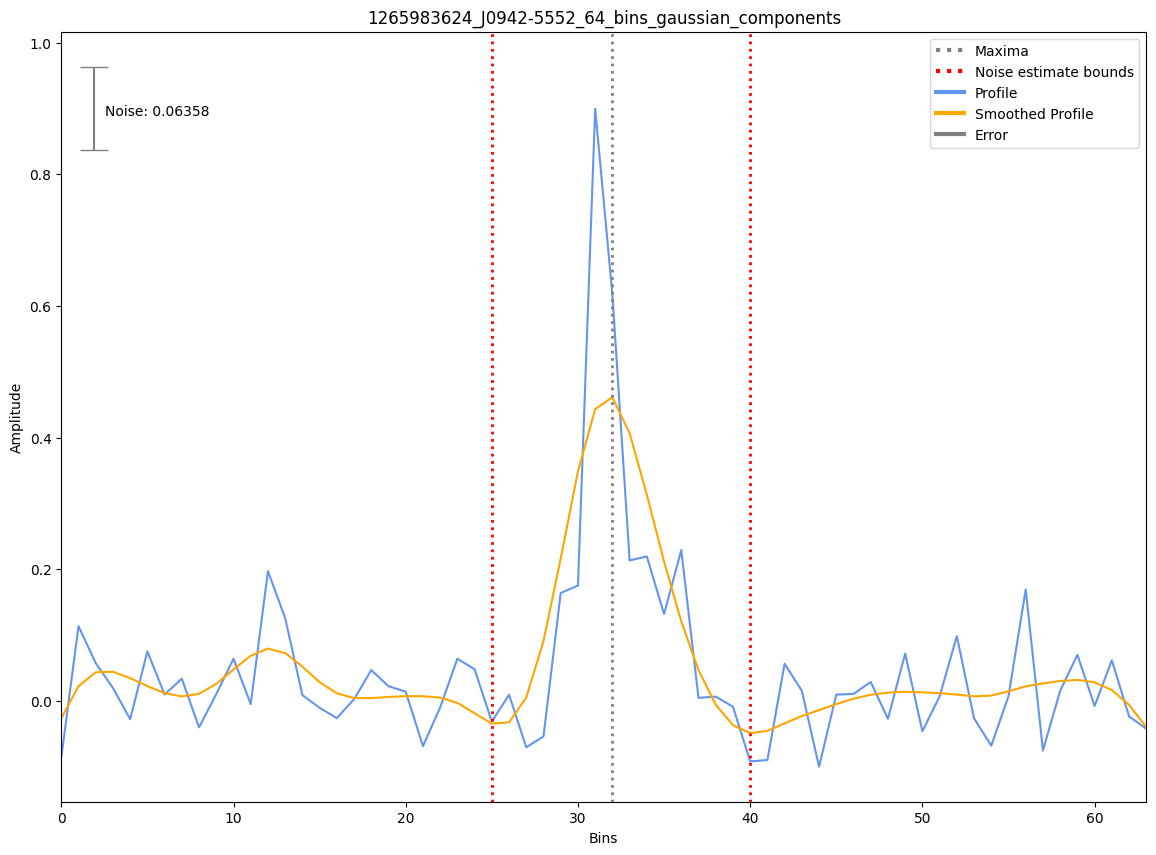 1265983624_J0942-5552_64_bins_gaussian_components
1.0
0.8
0.6
0.4
0.2
0.0
Amplitude
Noise: 0.06358
Maxima
Noise estimate bounds
Profile
Smoothed Profile
Error
0 10 20 30 40 50 60
Bins